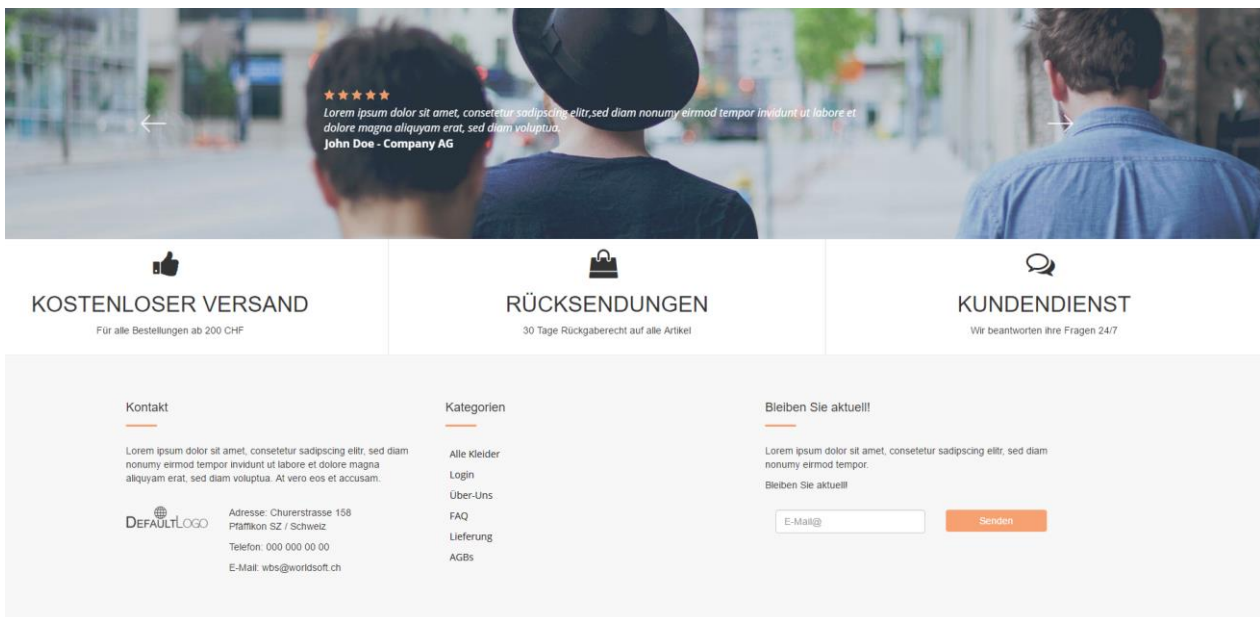 Lorem ipsum dolor sit amet, consetetur sadipscing elitr,sed diam nonumy eirmod tempor invidunt ut labore et
dolore magna aliquyam erat, sed diam voluptua.
John Doe - Company AG
KOSTENLOSER VERSAND
Für alle Bestellungen ab 200 CHF
RÜCKSENDUNGEN
30 Tage Rückgaberecht auf alle Artikel
KUNDENDIENST
Wir beantworten ihre Fragen 24/7
Kontakt
Lorem ipsum dolor sit amet, consetetur sadipscing elitr, sed diam
nonumy eirmod tempor invidunt ut labore et dolore magna
aliquyam erat, sed diam voluptua. At vero eos et accusam.
DEFAULTLOGO
Adresse: Churerstrasse 158
Pfäffikon SZ / Schweiz
Telefon: 000 000 00 00
E-Mail: wbs@worldsoft.ch
Kategorien
Alle Kleider
Login
Über-Uns
FAQ
Lieferung
AGBs
Bleiben Sie aktuell!
Lorem ipsum dolor sit amet, consetetur sadipscing elitr, sed diam
nonumy eirmod tempor.
Bleiben Sie aktuell!
E-Mail@
Senden